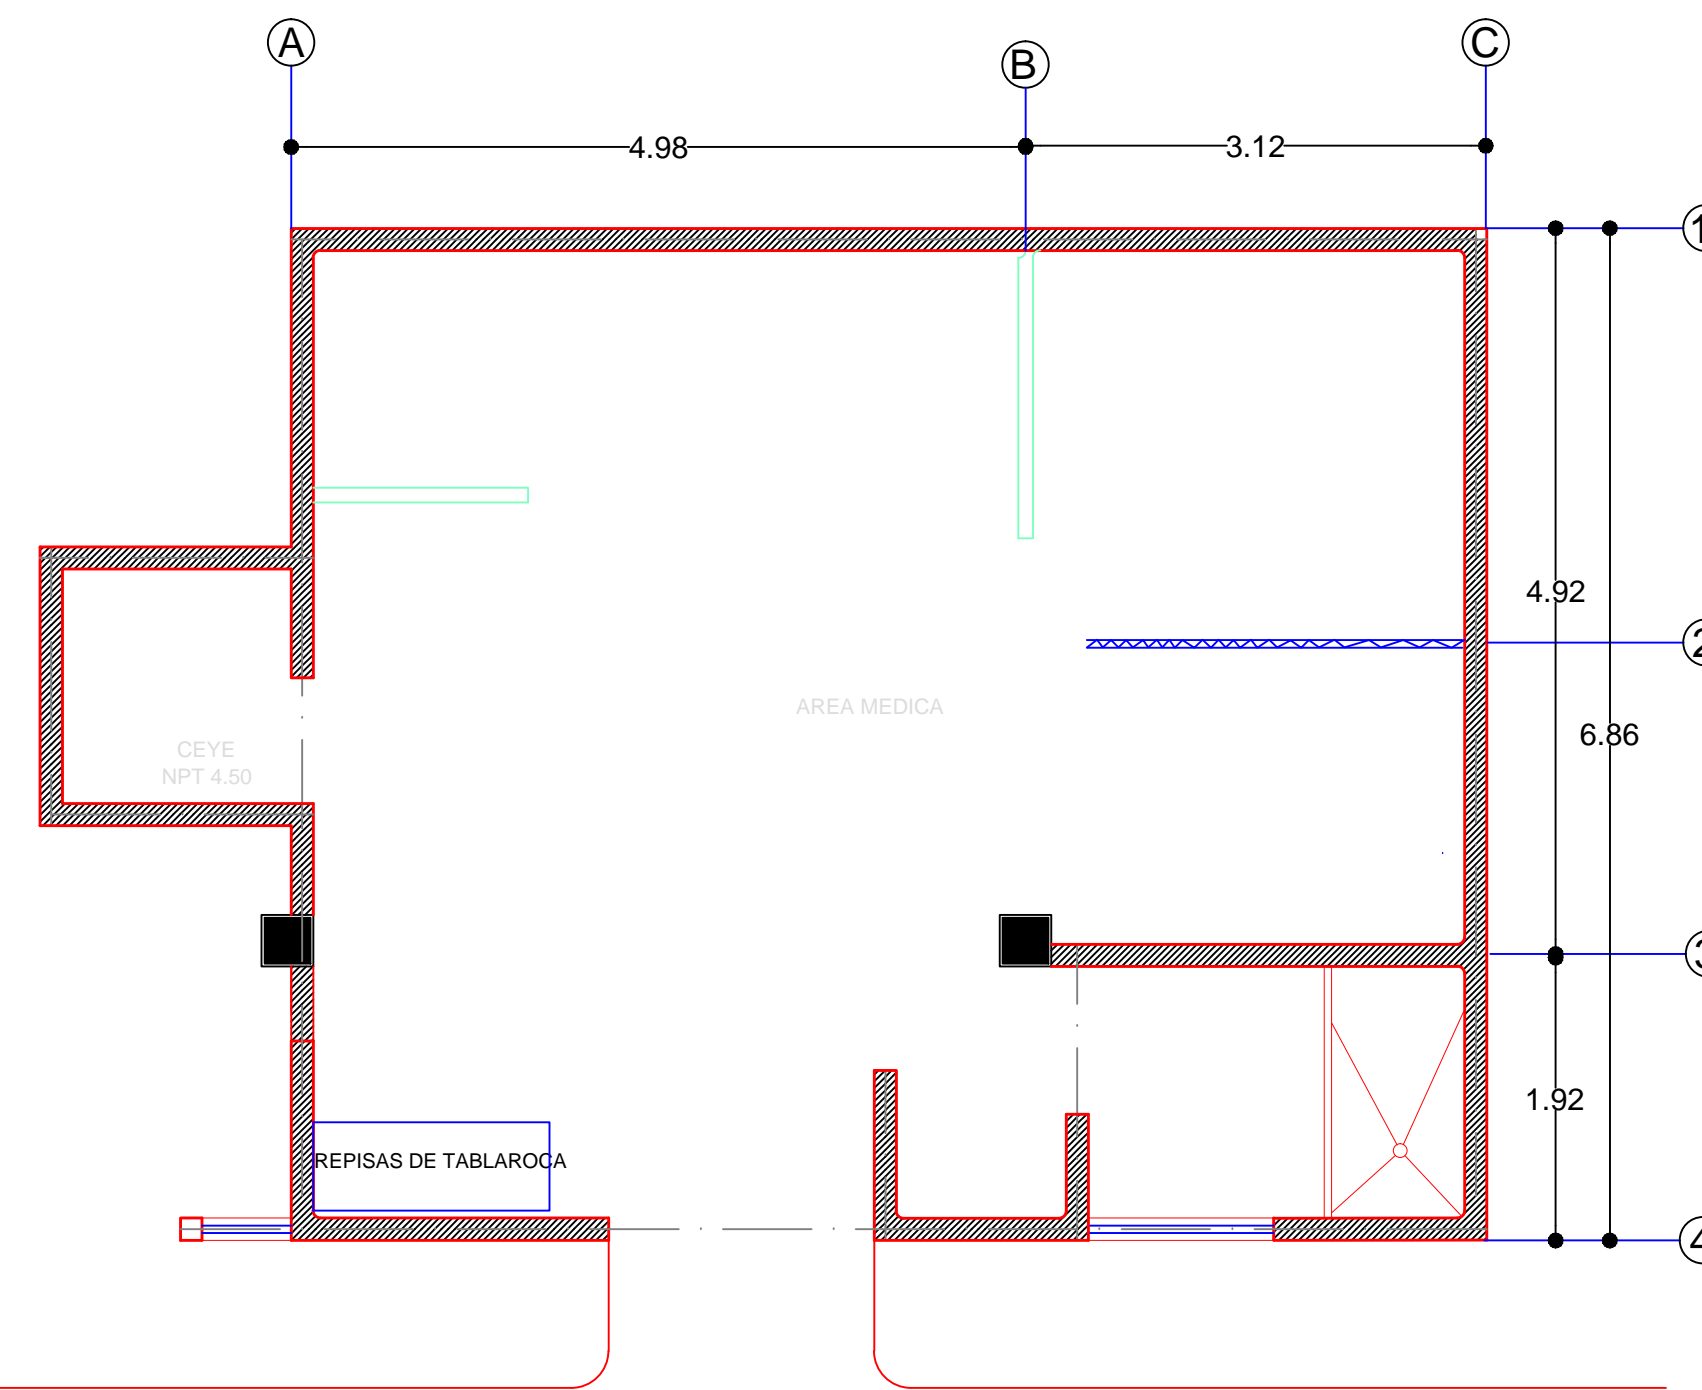 A
B
C
4.98
3.12
1
4.92
2
6.86
AREA MEDICA
CEYE
NPT 4.50
3
1.92
REPISAS DE TABLAROCA
4